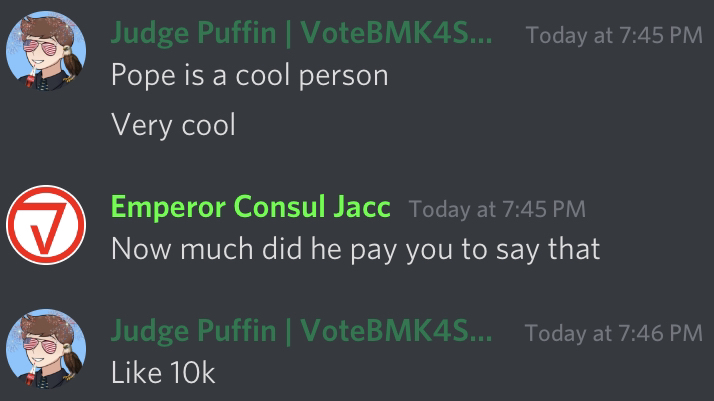 Judge Puffin | VoteBMK4S... Today at 7:45 PM
Pope is a cool person
Very cool
Emperor Consul Jacc Today at 7:45 PM
Now much did he pay you to say that
Judge Puffin | VoteBMK4S... Today at 7:46 PM
Like 10k